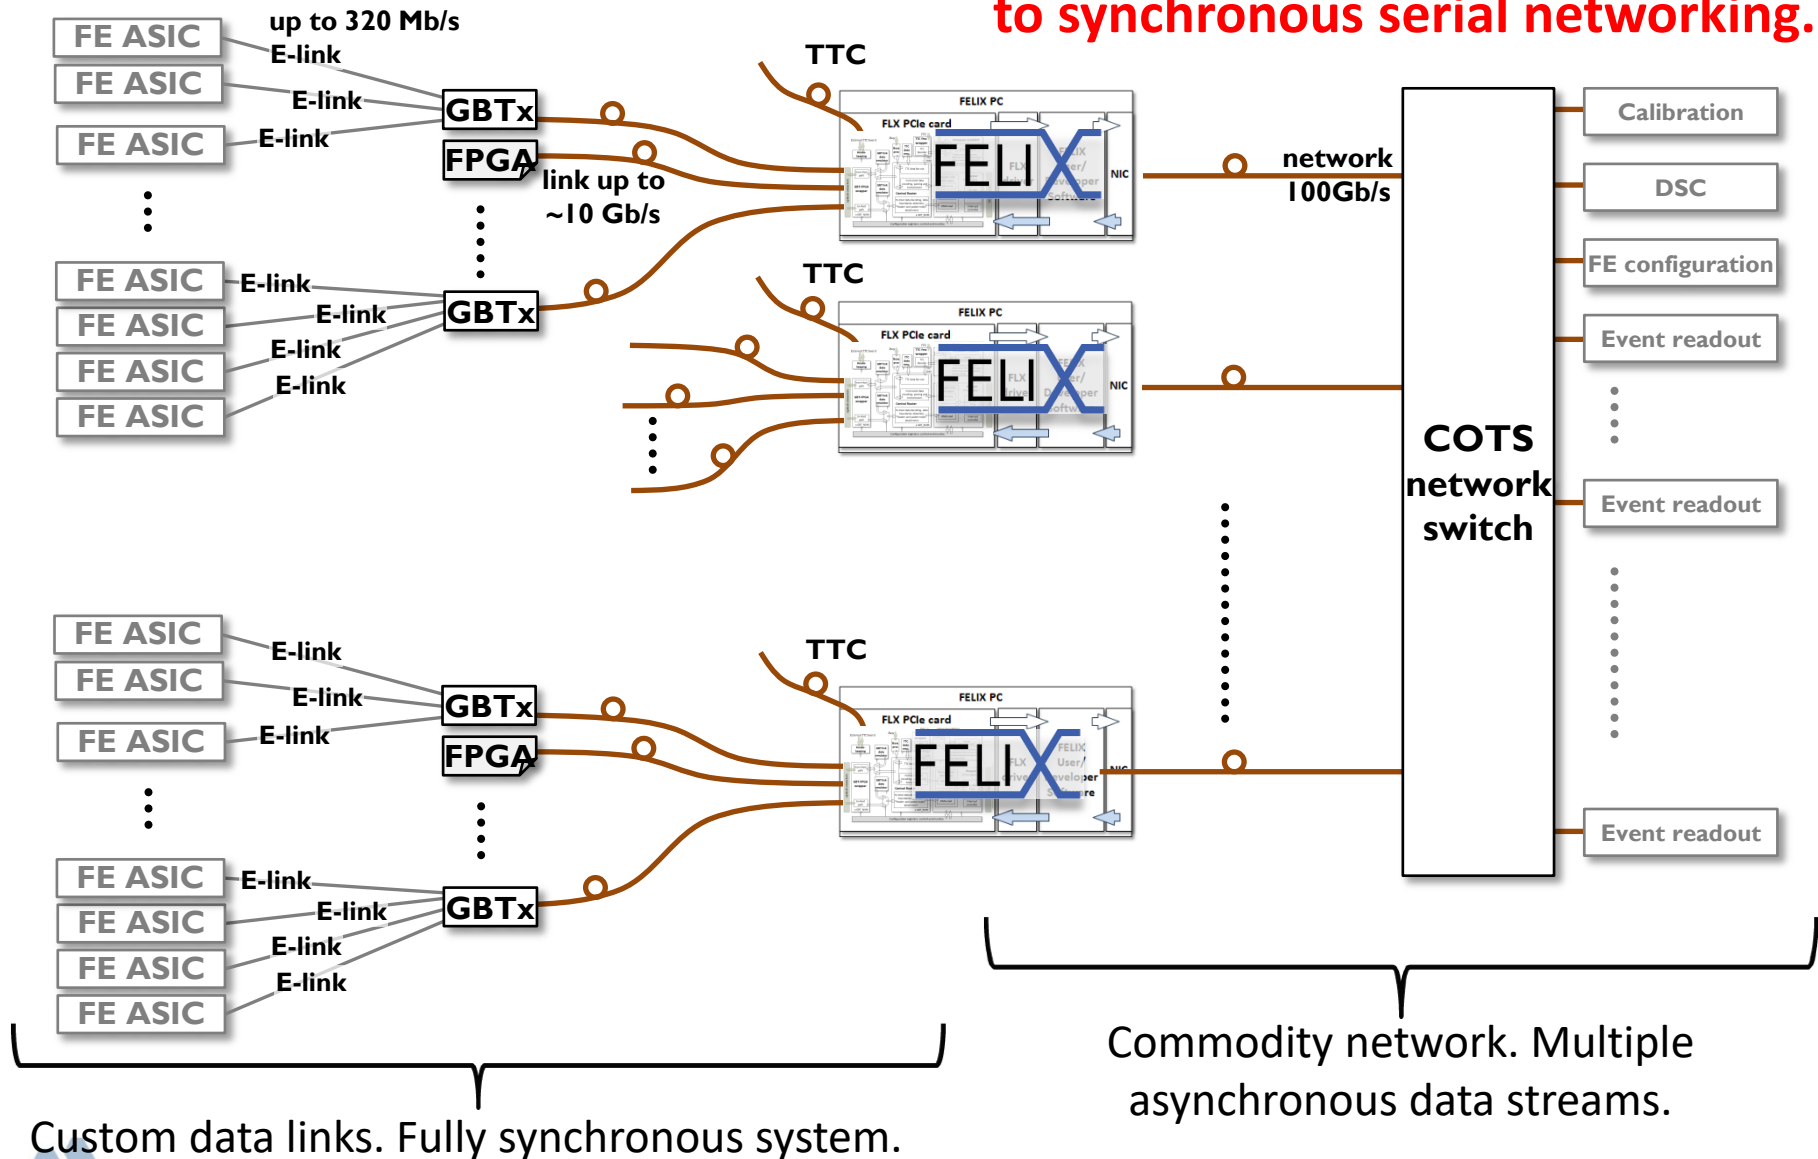 to synchronous serial networking.
up to 320 Mb/s
FE ASIC
E-link
FE ASIC
E-link
FE ASIC
E-link
GBTx
FPGA
link up to
~10 Gb/s
FE ASIC
E-link
FE ASIC
E-link
FE ASIC
E-link
FE ASIC
E-link
GBTx
TTC
FELIX PC
FLX PCIe card
FELIX
NIC
network
100Gb/s
TTC
FELIX PC
FLX PCIe card
FELIX
NIC
COTS
network
switch
Calibration
DSC
FE configuration
Event readout
Event readout
Event readout
FE ASIC
E-link
FE ASIC
E-link
FE ASIC
E-link
GBTx
FPGA
FE ASIC
E-link
FE ASIC
E-link
FE ASIC
E-link
FE ASIC
E-link
GBTx
TTC
FELIX PC
FLX PCIe card
FELIX
NIC
Commodity network. Multiple
asynchronous data streams.
Custom data links. Fully synchronous system.